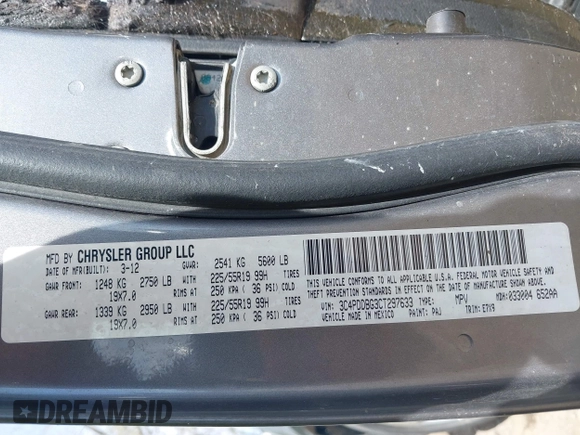 MFD BY CHRYSLER GROUP LLC
DATE OF MFR(BUILT): 3-12 GVWR: 2541 KG 5600 LB
GAWR FRONT: 1248 KG 2750 LB WITH 225/55R19 99H TIRES
19X7.0 RIMS AT 250 KPA ( 36 PSI) COLD
GAWR REAR: 1339 KG 2950 LB WITH 225/55R19 99H TIRES
19X7.0 RIMS AT 250 KPA ( 36 PSI) COLD
THIS VEHICLE CONFORMS TO ALL APPLICABLE U.S.A. FEDERAL MOTOR VEHICLE SAFETY AND
THEFT PREVENTION STANDARDS IN EFFECT ON THE DATE OF MANUFACTURE SHOWN ABOVE.
VIN: 3C4PDDBG3CT297633 TYPE: MPV MDH: 033004 652AA
VEHICLE MADE IN MEXICO PAINT: PAJ TRIM: E7X9
DREAMBID